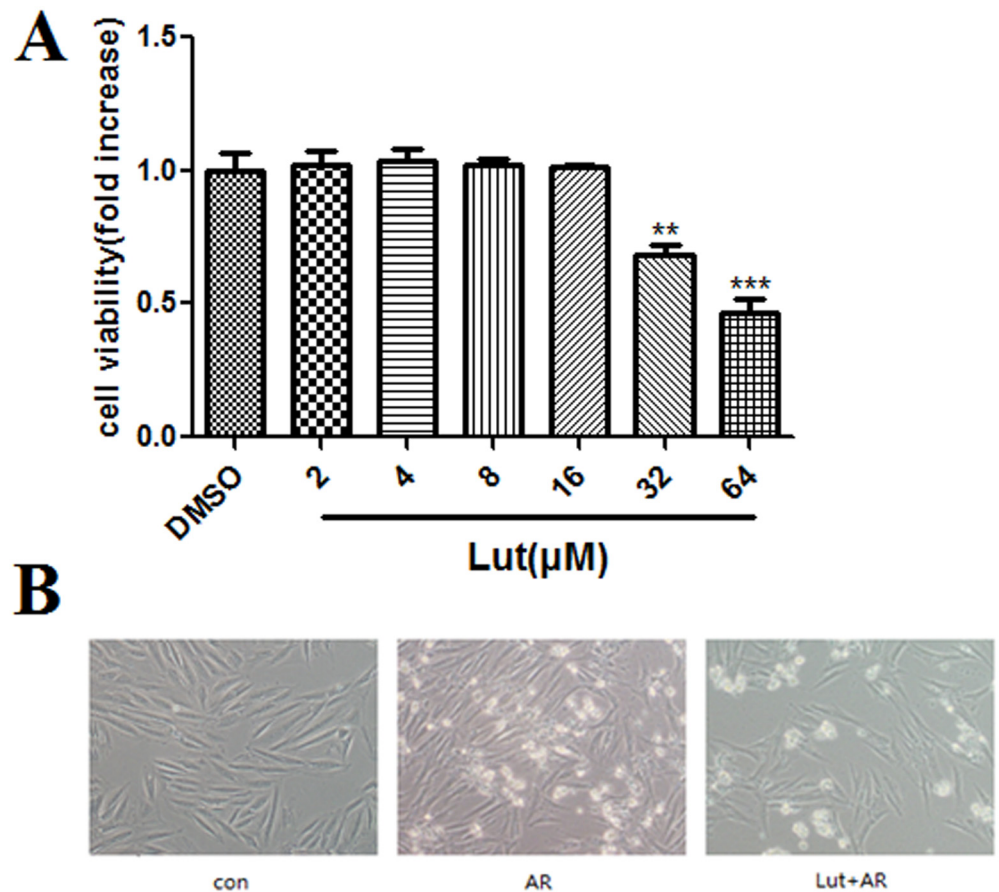 A
cell viability(fold increase)
1.5
1.0
0.5
0.0
**
***
DMSO
2
4
8
16
32
64
Lut(μM)
B
con
AR
Lut+AR